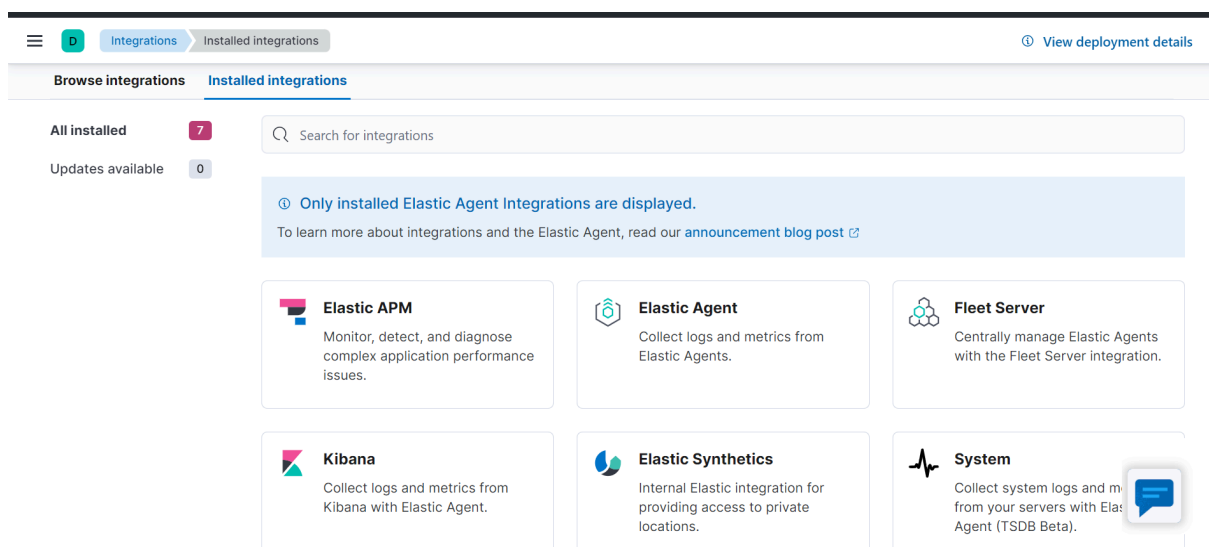 D Integrations Installed integrations View deployment details
Browse integrations Installed integrations
All installed 7
Search for integrations
Updates available 0
Only installed Elastic Agent Integrations are displayed.
To learn more about integrations and the Elastic Agent, read our announcement blog post
Elastic APM
Monitor, detect, and diagnose
complex application performance
issues.
Elastic Agent
Collect logs and metrics from
Elastic Agents.
Fleet Server
Centrally manage Elastic Agents
with the Fleet Server integration.
Kibana
Collect logs and metrics from
Kibana with Elastic Agent.
Elastic Synthetics
Internal Elastic integration for
providing access to private
locations.
System
Collect system logs and
from your servers with
Agent (TSDB Beta).